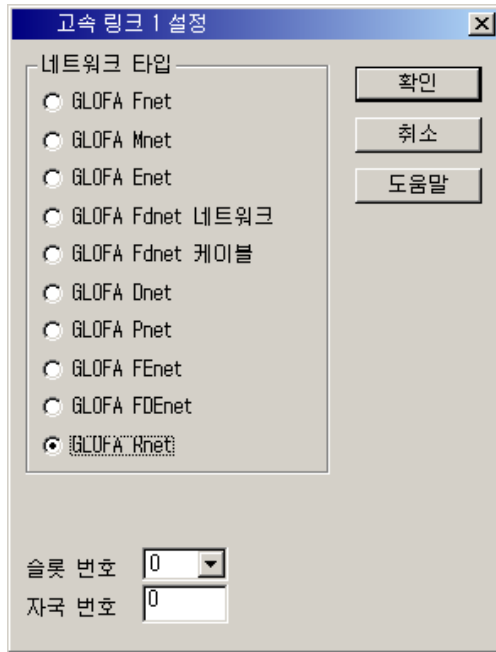 고속 링크 1 설정
네트워크 타입
GLOFA Fnet
GLOFA Mnet
GLOFA Enet
GLOFA Fdnet 네트워크
GLOFA Fdnet 케이블
GLOFA Dnet
GLOFA Pnet
GLOFA FEnet
GLOFA FDEnet
GLOFA Rnet
확인
취소
도움말
슬롯 번호 0
자국 번호 0